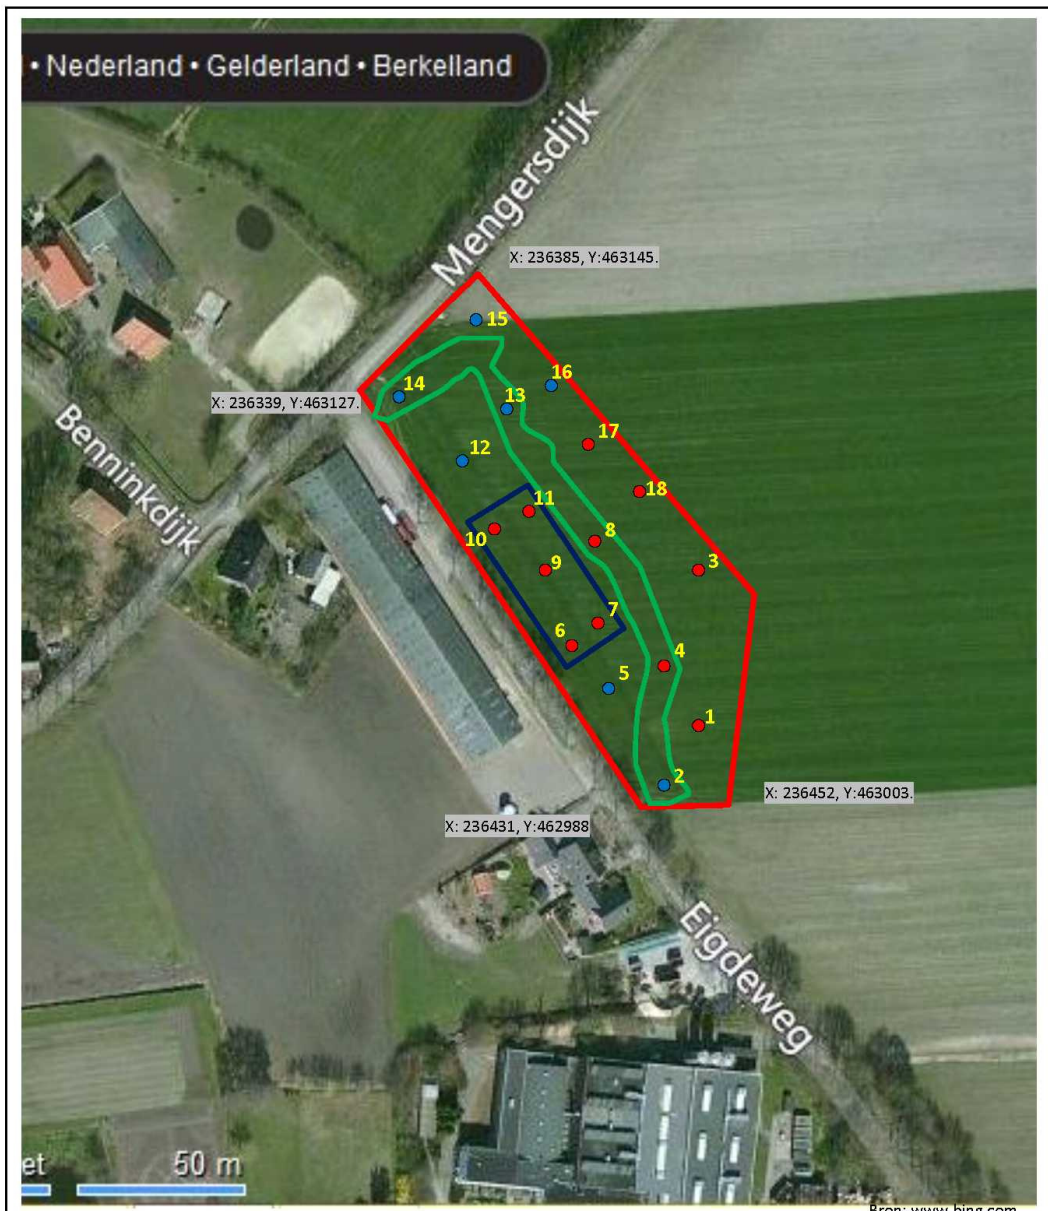 • Nederland • Gelderland • Berkelland
Mengersdijk
X: 236385, Y:463145.
15
16
14
13
X: 236339, Y:463127.
17
12
Benninkdijk
18
11
10
8
9
3
7
6
4
5
1
2
X: 236452, Y:463003.
X: 236431, Y:462988
Eigdeweg
et
50 m
Bron: www.bing.com